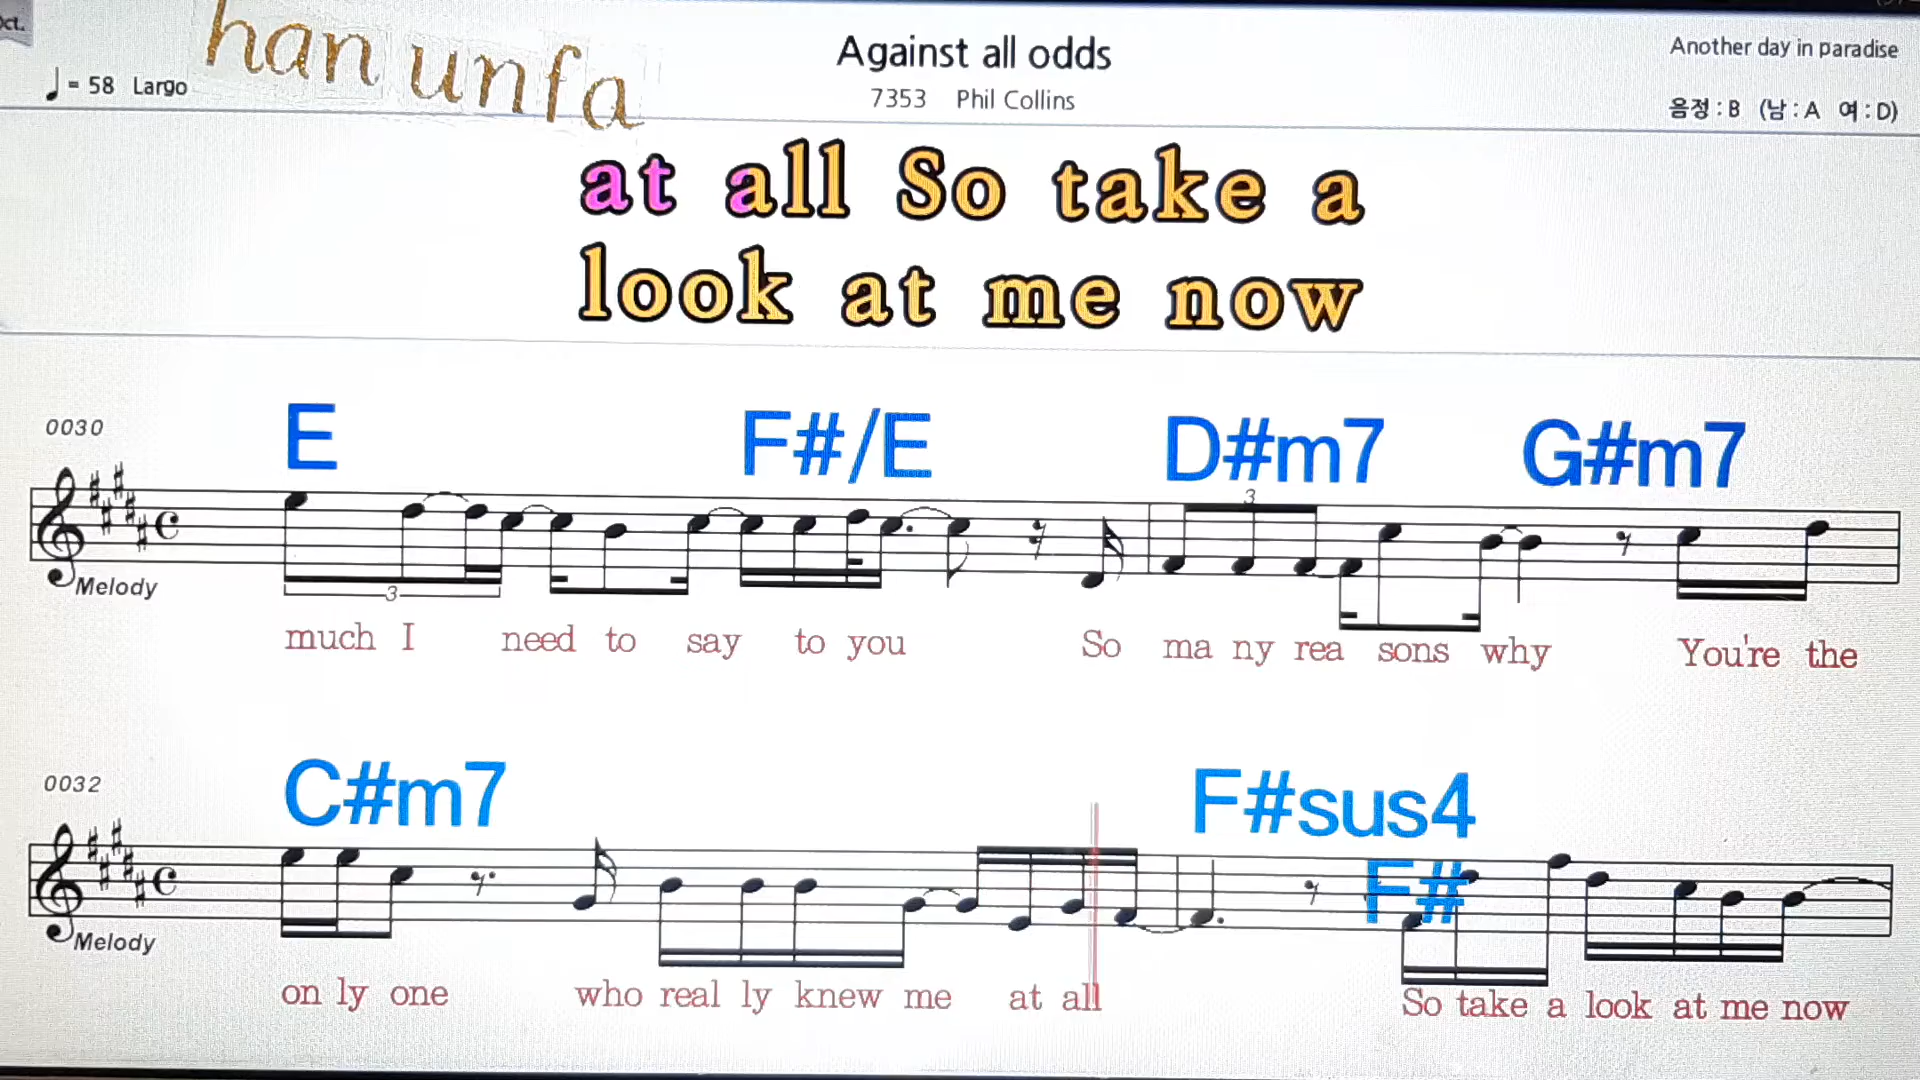 Oct.
han unfa
Against all odds
Another day in paradise
= 58 Largo
7353 Phil Collins
음정 : B (남 : A 여 : D)
at all So take a
look at me now
0030
E F#/E D#m7 G#m7
3
3
Melody
much I need to say to you So ma ny rea sons why You're the
0032
C#m7 F#sus4
F#
Melody
on ly one who real ly knew me at all So take a look at me now